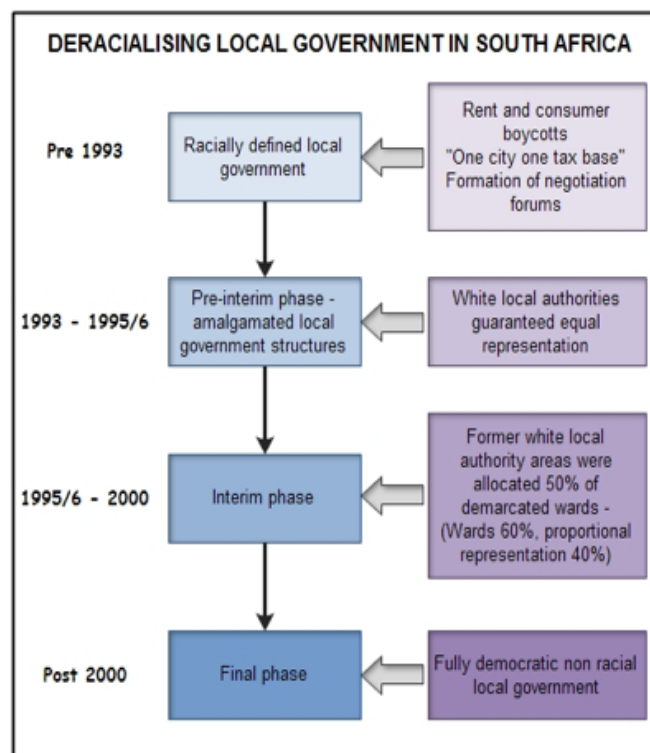 DERACIALISING LOCAL GOVERNMENT IN SOUTH AFRICA
Pre 1993
Racially defined local
government
Rent and consumer
boycotts
"One city one tax base"
Formation of negotiation
forums
1993 - 1995/6
Pre-interim phase -
amalgamated local
government structures
White local authorities
guaranteed equal
representation
1995/6 - 2000
Interim phase
Former white local
authority areas were
allocated 50% of
demarcated wards -
(Wards 60%, proportional
representation 40%)
Post 2000
Final phase
Fully democratic non racial
local government